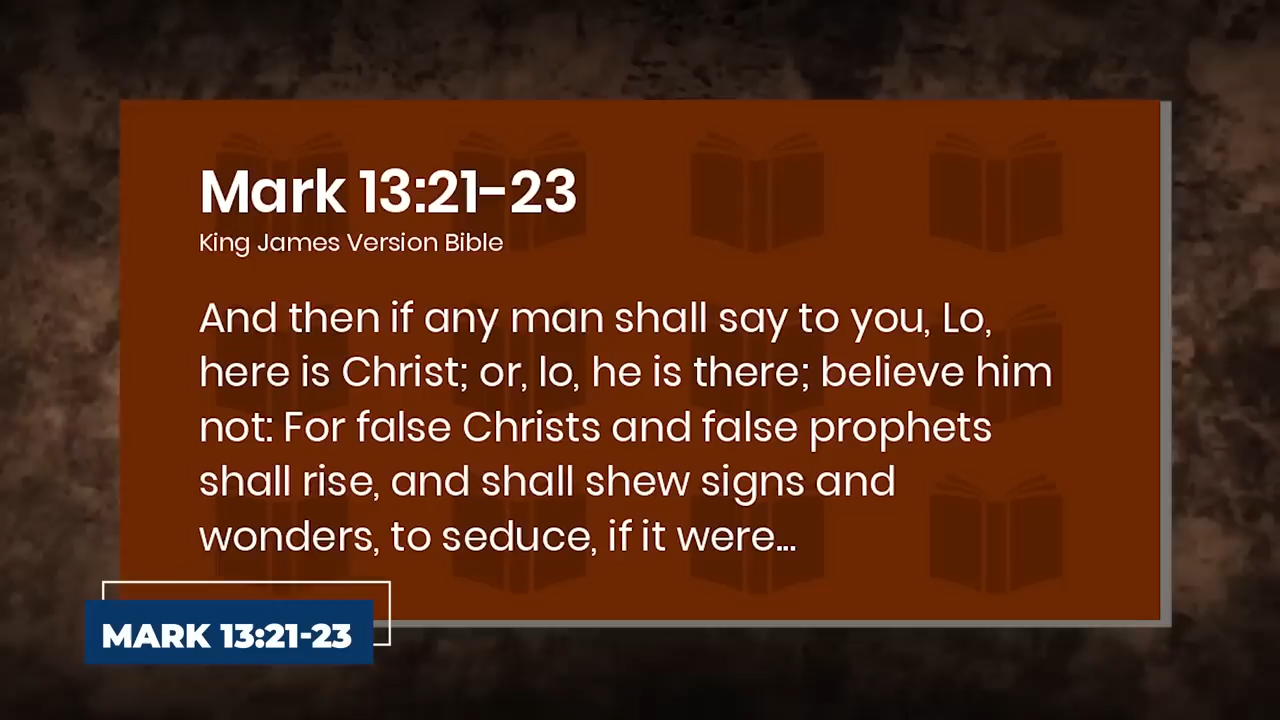 Mark 13:21-23
King James Version Bible
And then if any man shall say to you, Lo,
here is Christ; or, lo, he is there; believe him
not: For false Christs and false prophets
shall rise, and shall shew signs and
wonders, to seduce, if it were...
MARK 13:21-23